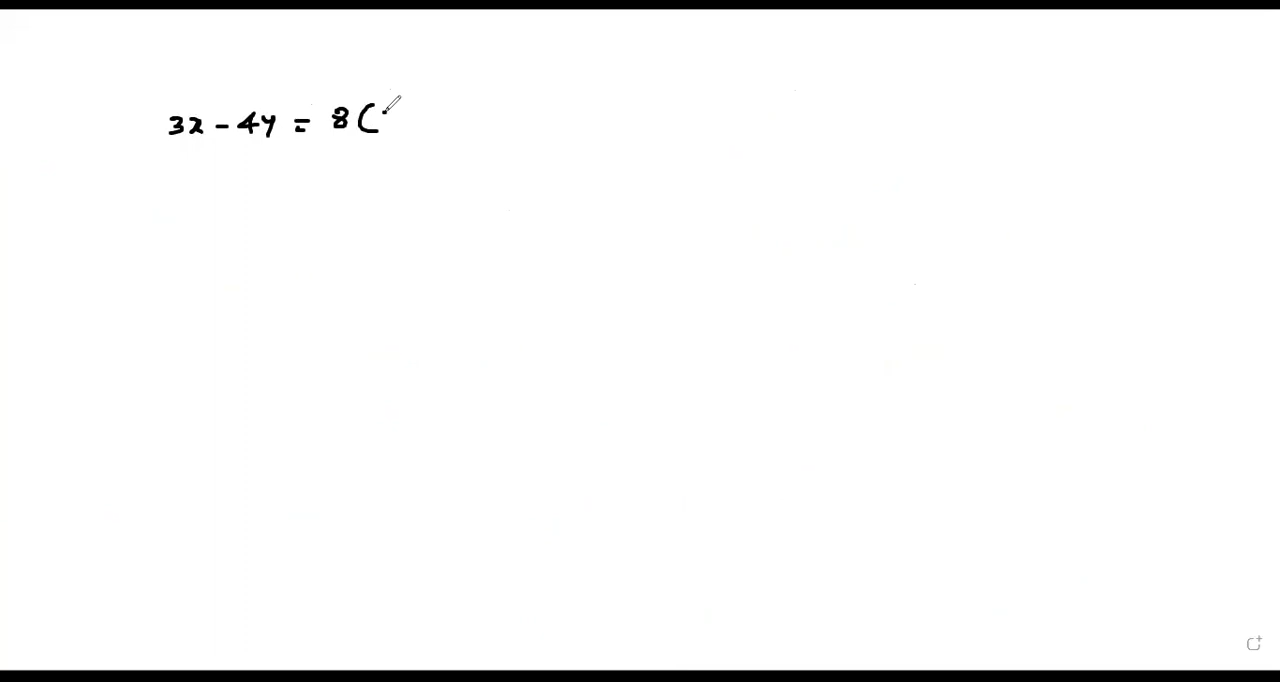 3x - 4y = 8 (